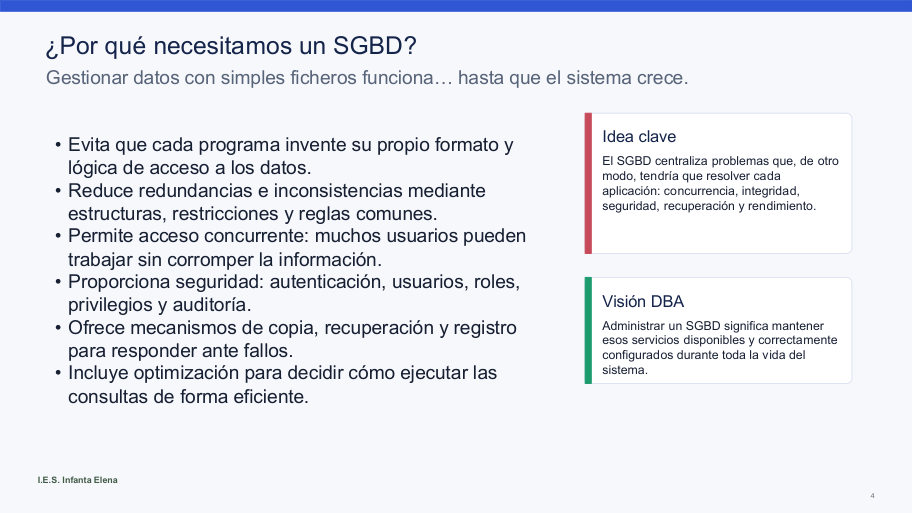 ¿Por qué necesitamos un SGBD?
Gestionar datos con simples ficheros funciona… hasta que el sistema crece.
• Evita que cada programa invente su propio formato y
lógica de acceso a los datos.
• Reduce redundancias e inconsistencias mediante
estructuras, restricciones y reglas comunes.
• Permite acceso concurrente: muchos usuarios pueden
trabajar sin corromper la información.
• Proporciona seguridad: autenticación, usuarios, roles,
privilegios y auditoría.
• Ofrece mecanismos de copia, recuperación y registro
para responder ante fallos.
• Incluye optimización para decidir cómo ejecutar las
consultas de forma eficiente.
Idea clave
El SGBD centraliza problemas que, de otro
modo, tendría que resolver cada
aplicación: concurrencia, integridad,
seguridad, recuperación y rendimiento.
Visión DBA
Administrar un SGBD significa mantener
esos servicios disponibles y correctamente
configurados durante toda la vida del
sistema.
I.E.S. Infanta Elena
4